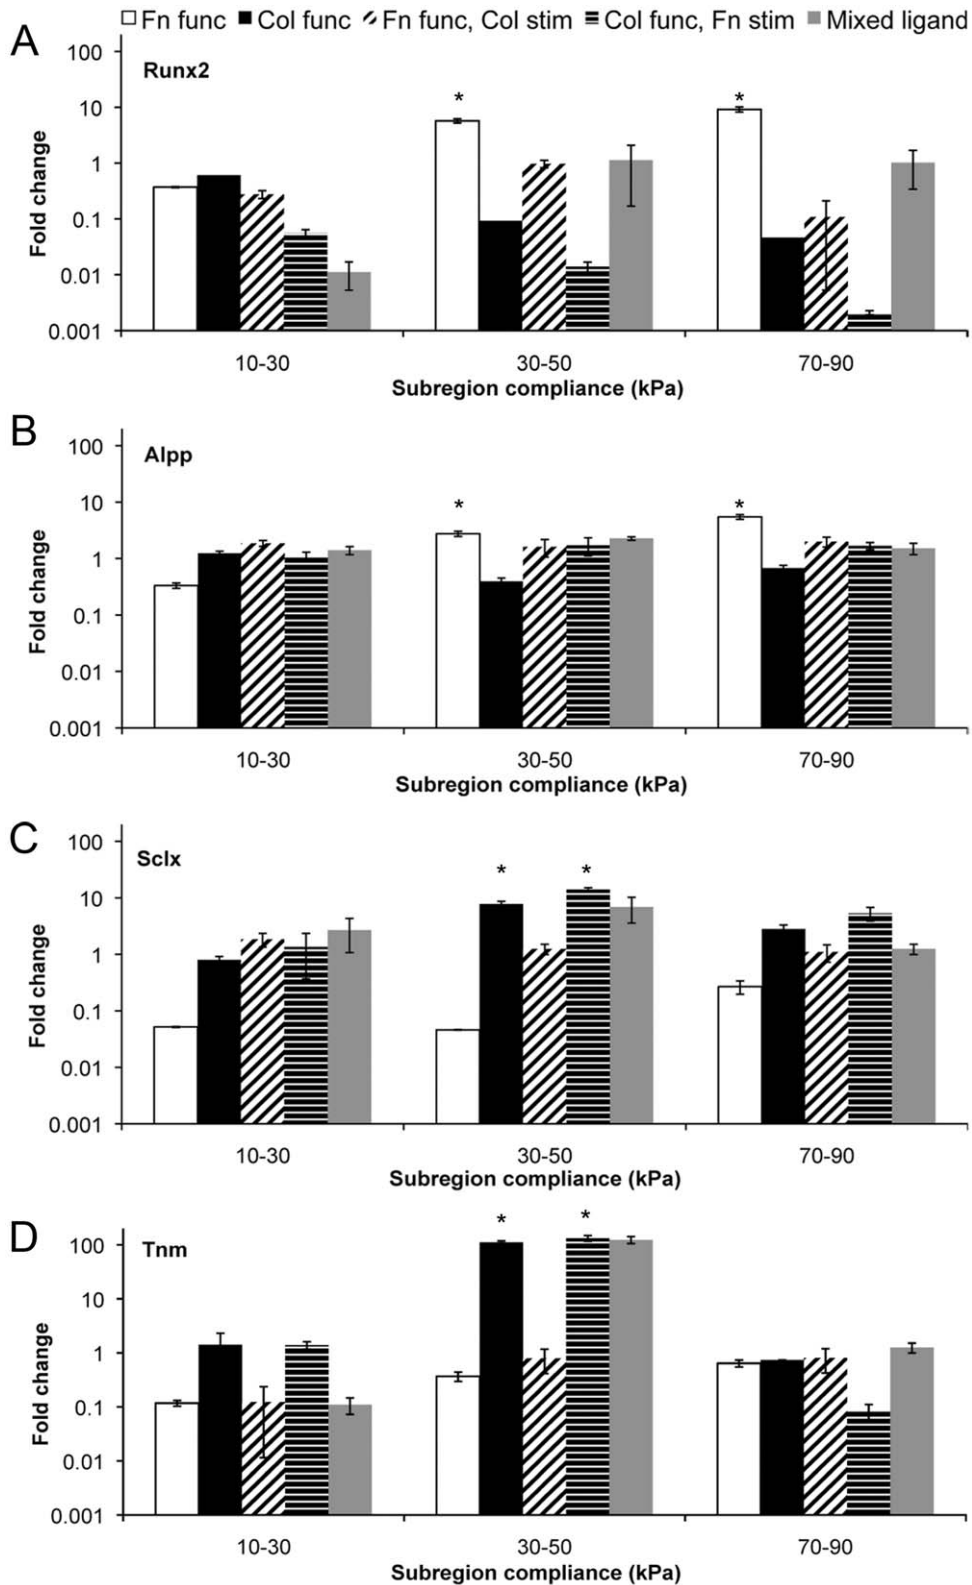 Fn func Col func Fn func, Col stim Col func, Fn stim Mixed ligand
A
Runx2
* *
Fold change
100
10
1
0.1
0.01
0.001
10-30 30-50 70-90
Subregion compliance (kPa)
B
Alpp
* *
Fold change
100
10
1
0.1
0.01
0.001
10-30 30-50 70-90
Subregion compliance (kPa)
C
Sclx
* *
Fold change
100
10
1
0.1
0.01
0.001
10-30 30-50 70-90
Subregion compliance (kPa)
D
Tnm
* *
Fold change
100
10
1
0.1
0.01
0.001
10-30 30-50 70-90
Subregion compliance (kPa)